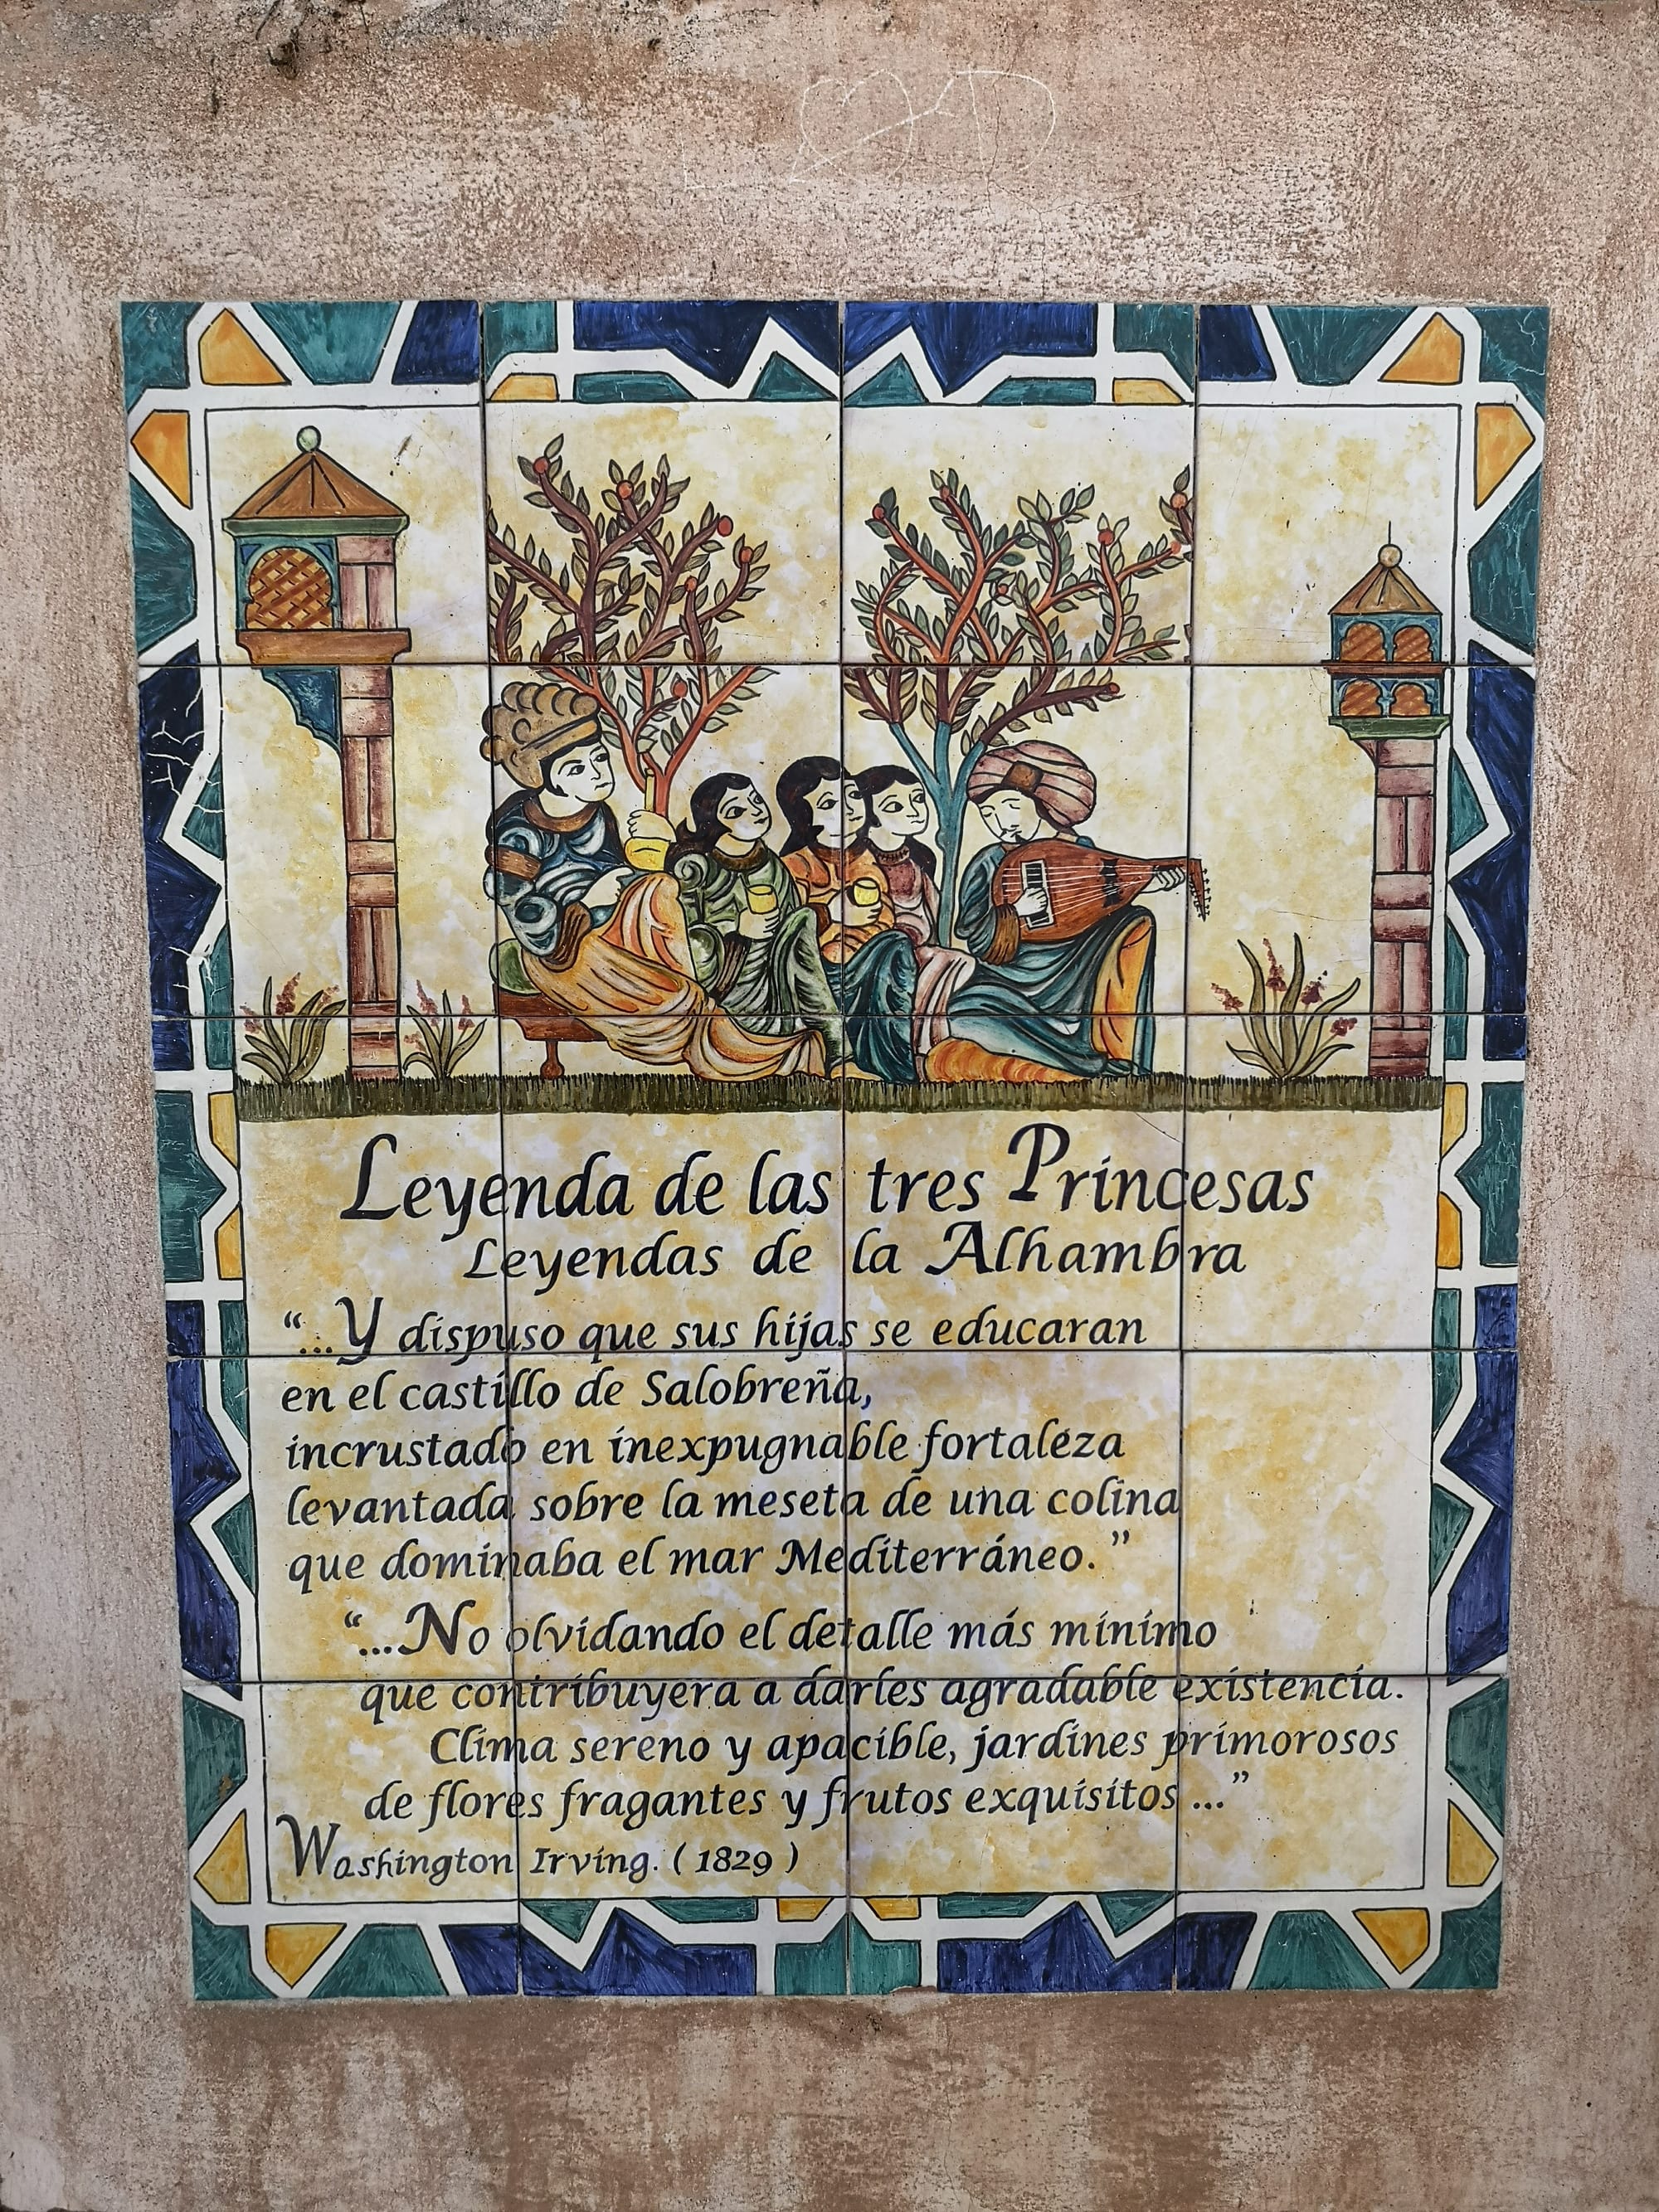 Leyenda de las tres Princesas
Leyendas de la Alhambra
“...Y dispuso que sus hijas se educaran
en el castillo de Salobreña,
incrustado en inexpugnable fortaleza
levantada sobre la meseta de una colina
que dominaba el mar Mediterráneo.”
“...No olvidando el detalle más mínimo
que contribuyera a darles agradable existencia.
Clima sereno y apacible, jardines primorosos
de flores fragantes y frutos exquisitos ...”
Washington Irving. ( 1829 )